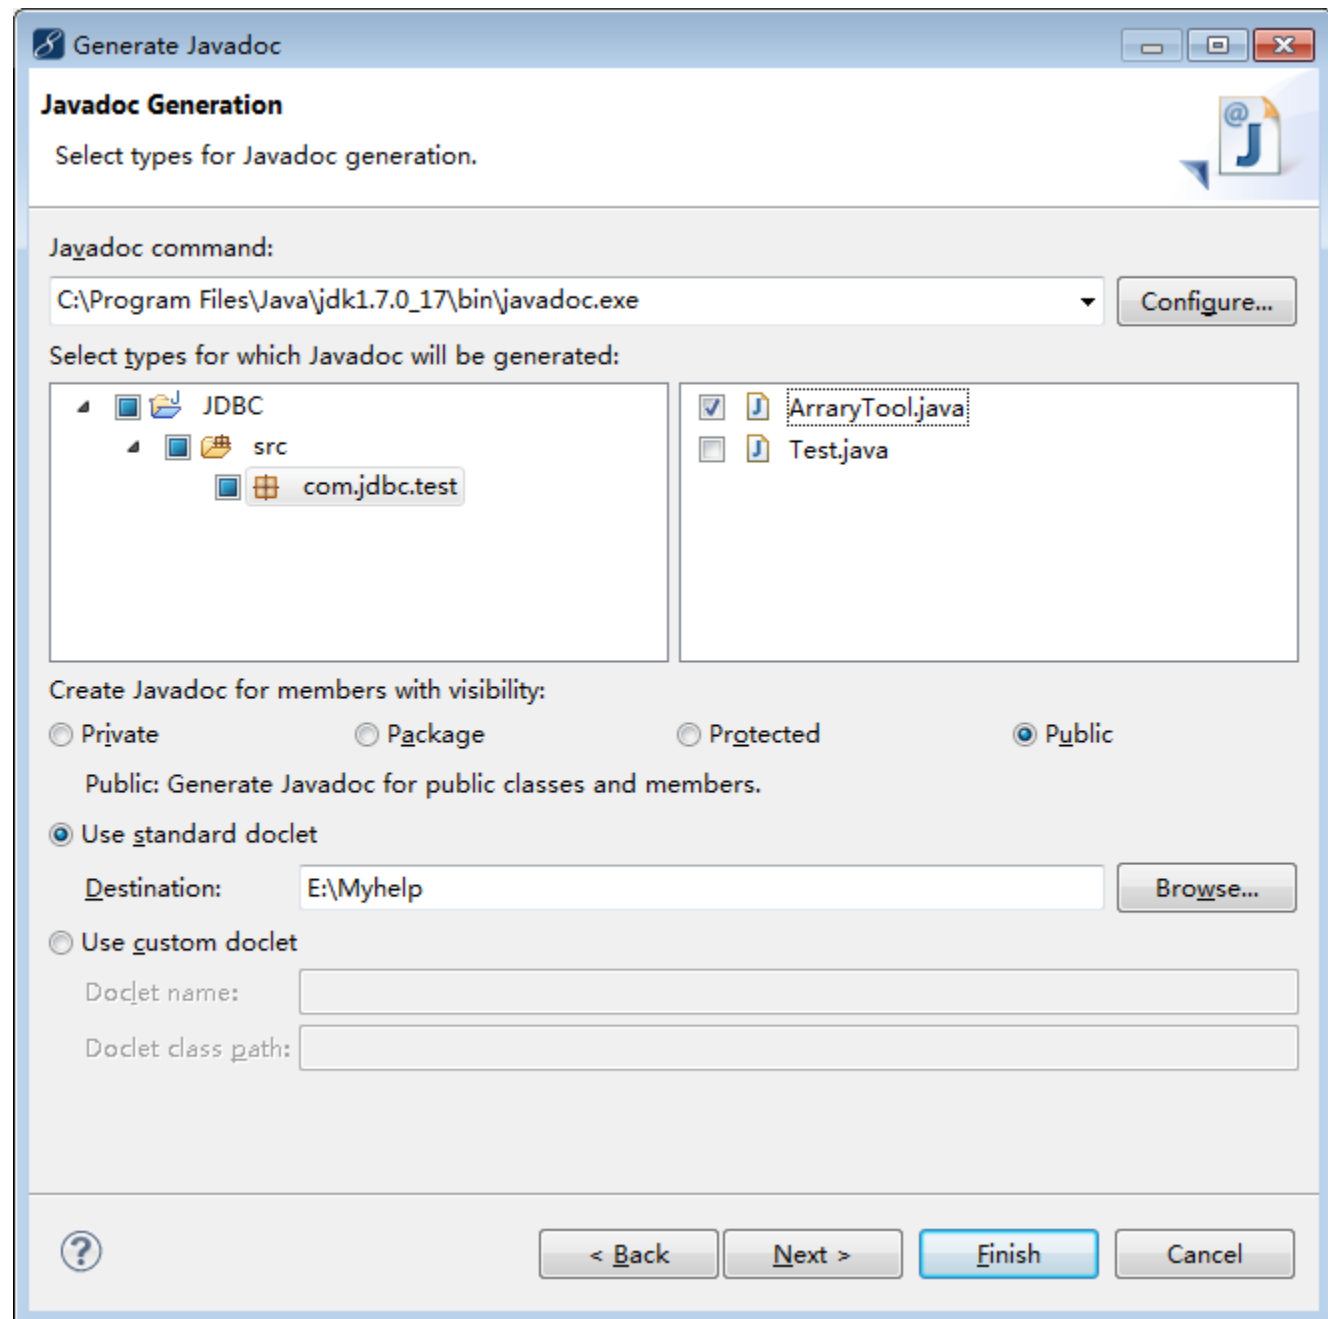 Generate Javadoc
Javadoc Generation
Select types for Javadoc generation.
Javadoc command:
C:\Program Files\Java\jdk1.7.0_17\bin\javadoc.exe
Configure...
Select types for which Javadoc will be generated:
JDBC
src
com.jdbc.test
ArraryTool.java
Test.java
Create Javadoc for members with visibility:
Private Package Protected Public
Public: Generate Javadoc for public classes and members.
Use standard doclet
Destination: E:\Myhelp Browse...
Use custom doclet
Doclet name:
Doclet class path:
< Back Next > Finish Cancel